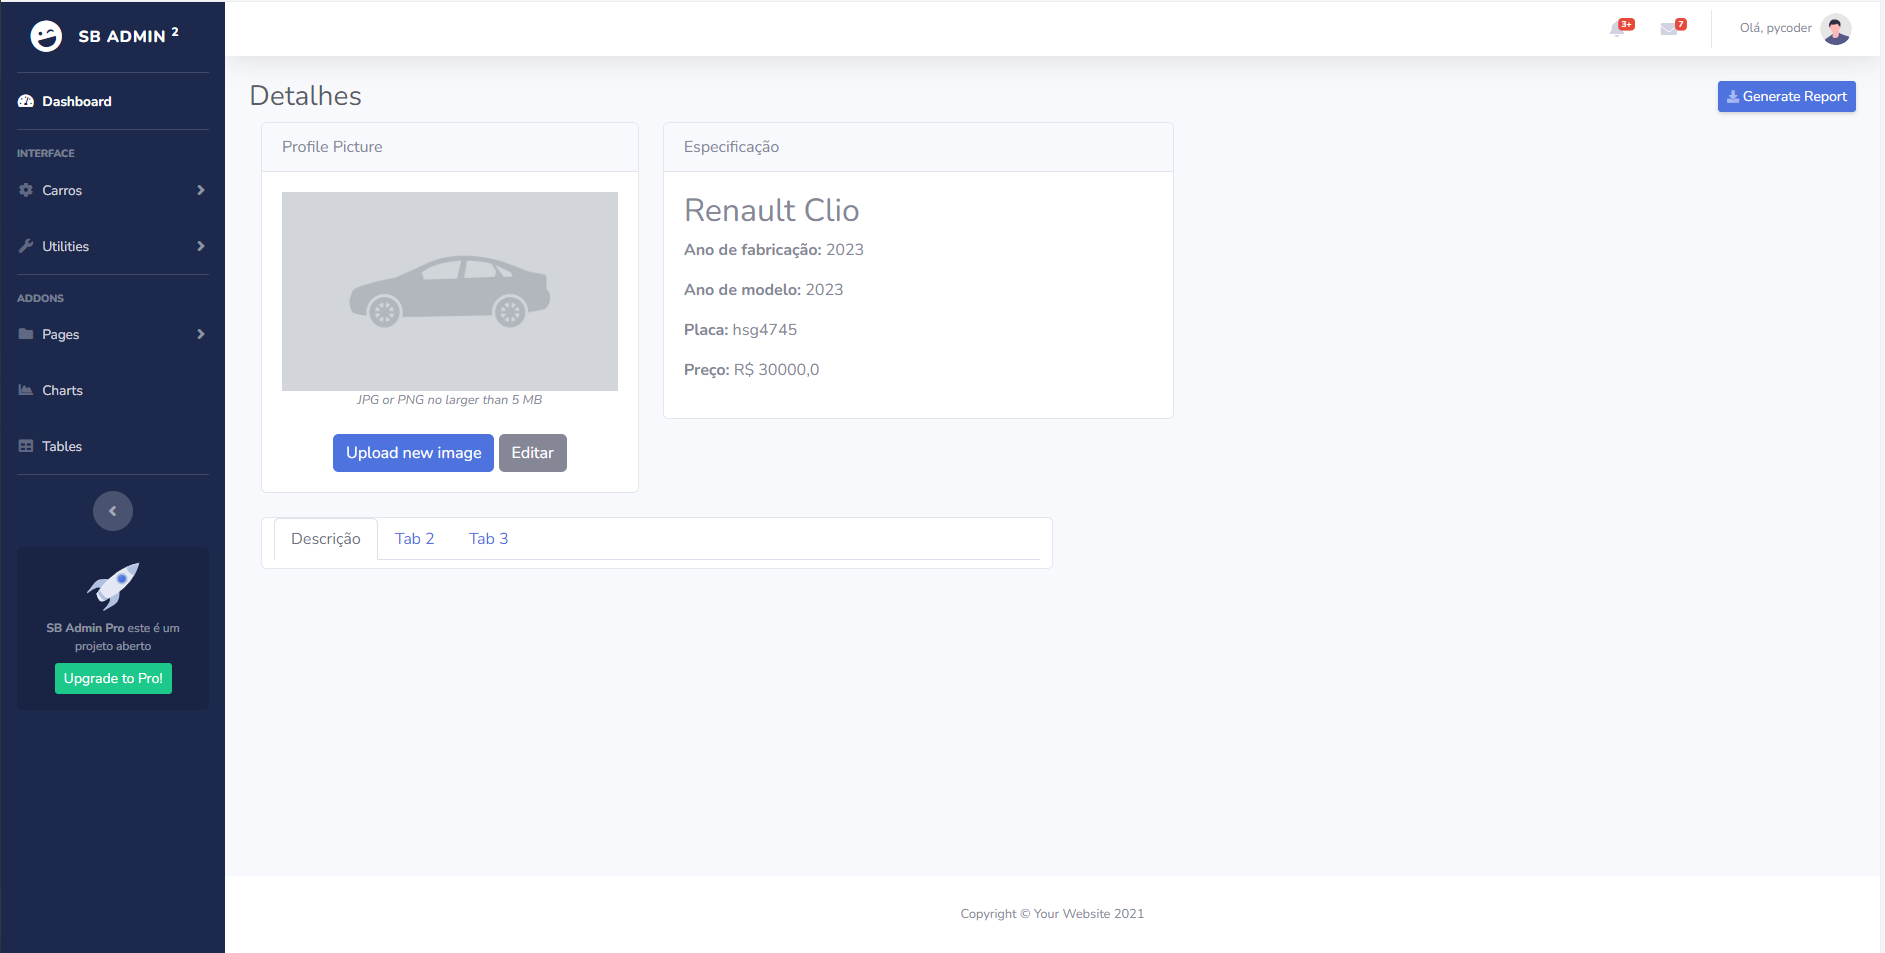 SB ADMIN 2
3+
7
Olá, pycoder
Dashboard
INTERFACE
Carros
Utilities
ADDONS
Pages
Charts
Tables
SB Admin Pro este é um
projeto aberto
Upgrade to Pro!
Detalhes
Generate Report
Profile Picture
JPG or PNG no larger than 5 MB
Upload new image
Editar
Especificação
Renault Clio
Ano de fabricação: 2023
Ano de modelo: 2023
Placa: hsg4745
Preço: R$ 30000,0
Descrição Tab 2 Tab 3
Copyright © Your Website 2021